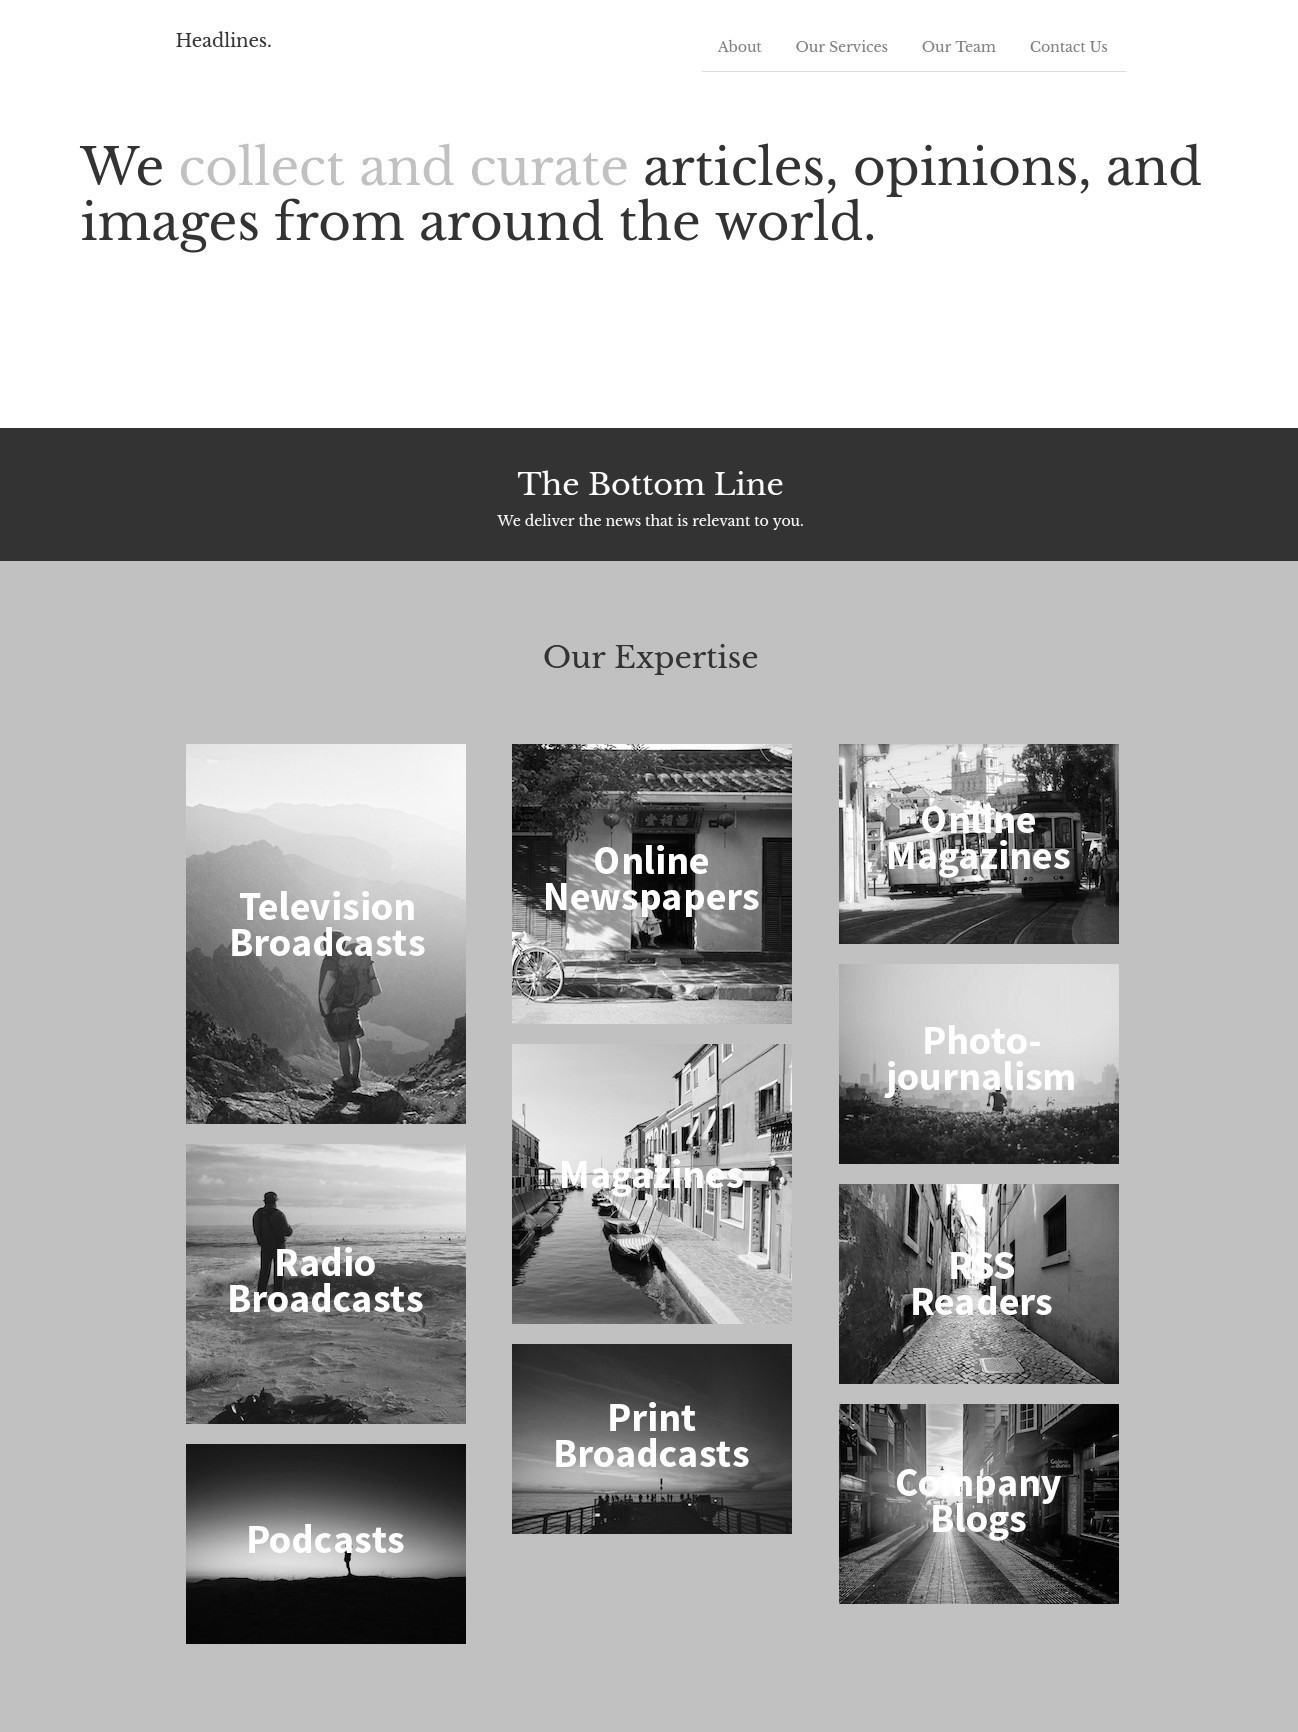 Headlines.
About
Our Services
Our Team
Contact Us
We collect and curate articles, opinions, and
images from around the world.
The Bottom Line
We deliver the news that is relevant to you.
Our Expertise
Television
Broadcasts
Radio
Broadcasts
Podcasts
Online
Newspapers
Magazines
Print
Broadcasts
Online
Magazines
Photo-
journalism
RSS
Readers
Company
Blogs